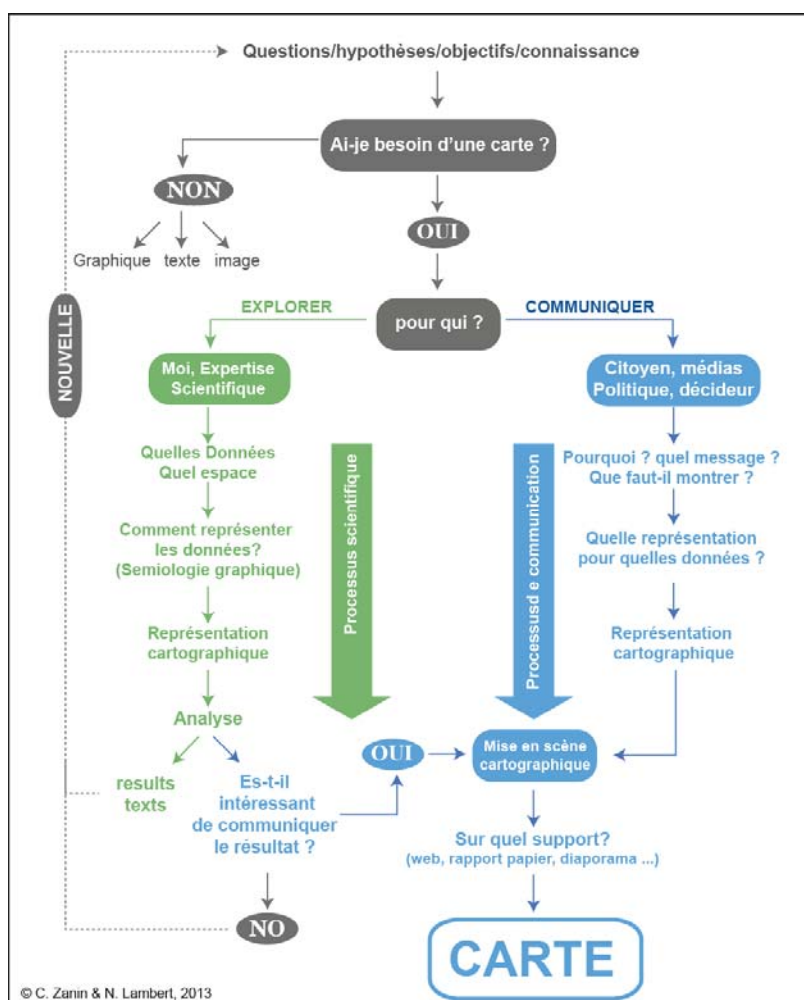 Questions/hypothèses/objectifs/connaissance
Ai-je besoin d'une carte ?
NON
OUI
Graphique texte image
EXPLORER
pour qui ?
COMMUNIQUER
NOUVELLE
Moi, Expertise
Scientifique
Citoyen, médias
Politique, décideur
Quelles Données
Quel espace
Pourquoi ? quel message ?
Que faut-il montrer ?
Comment représenter
les données?
(Semiologie graphique)
Quelle représentation
pour quelles données ?
Processus scientifique
Processusd e communication
Représentation
cartographique
Représentation
cartographique
Analyse
results
texts
Es-t-il
intéressant
de communiquer
le résultat ?
OUI
Mise en scène
cartographique
Sur quel support?
(web, rapport papier, diaporama ...)
NO
CARTE
© C. Zanin & N. Lambert, 2013